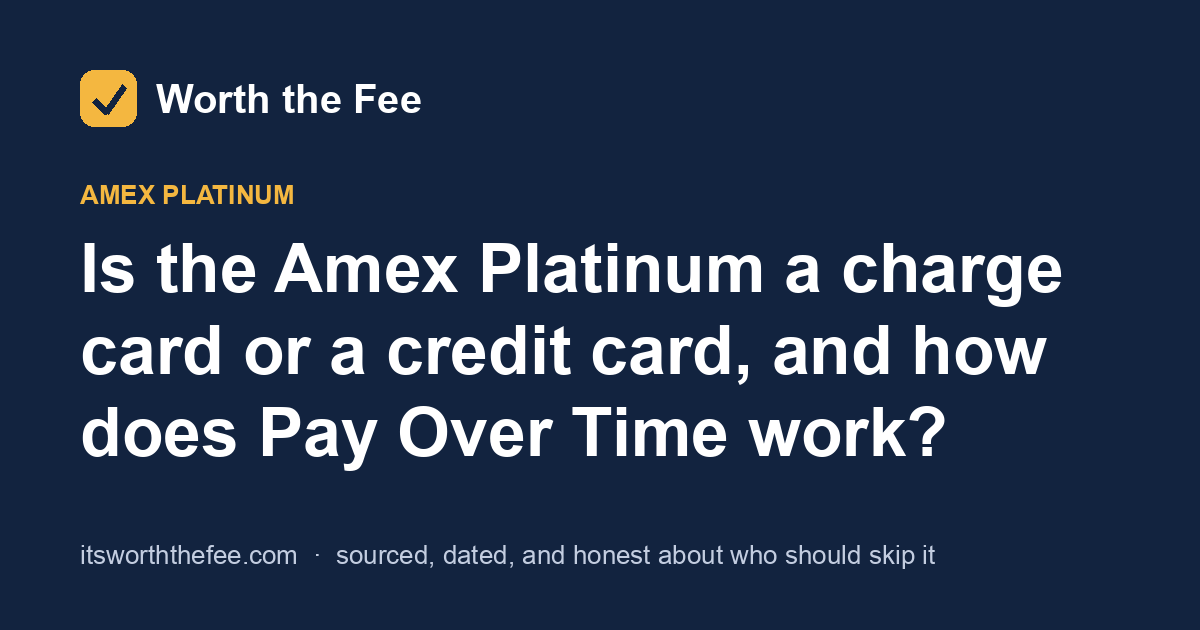 Worth the Fee
AMEX PLATINUM
Is the Amex Platinum a charge
card or a credit card, and how
does Pay Over Time work?
itsworththefee.com · sourced, dated, and honest about who should skip it